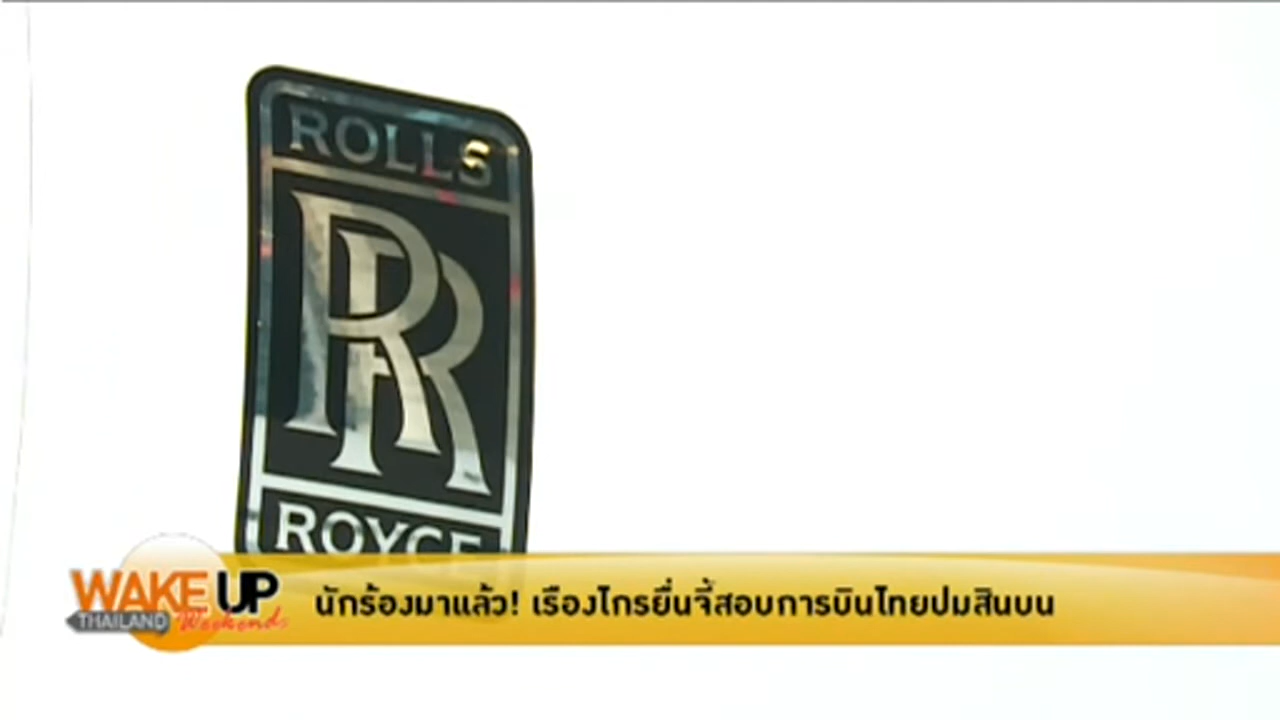 ROLLS
RR
ROYCE
WAKE UP
THAILAND Weekends
นักร้องมาแล้ว! เรืองไกรยื่นจี้สอบการบินไทยปมสินบน